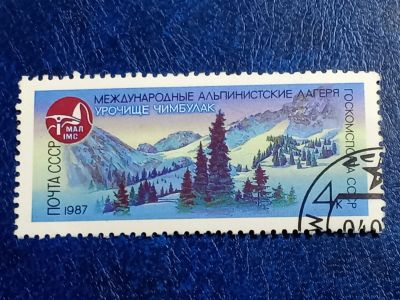 МЕЖДУНАРОДНЫЕ АЛЬПИНИСТСКИЕ ЛАГЕРЯ
УРОЧИЩЕ ЧИМБУЛАК
МАЛ
IMC
ПОЧТА СССР
1987
ГОСКОМСПОРТ СССР
4К